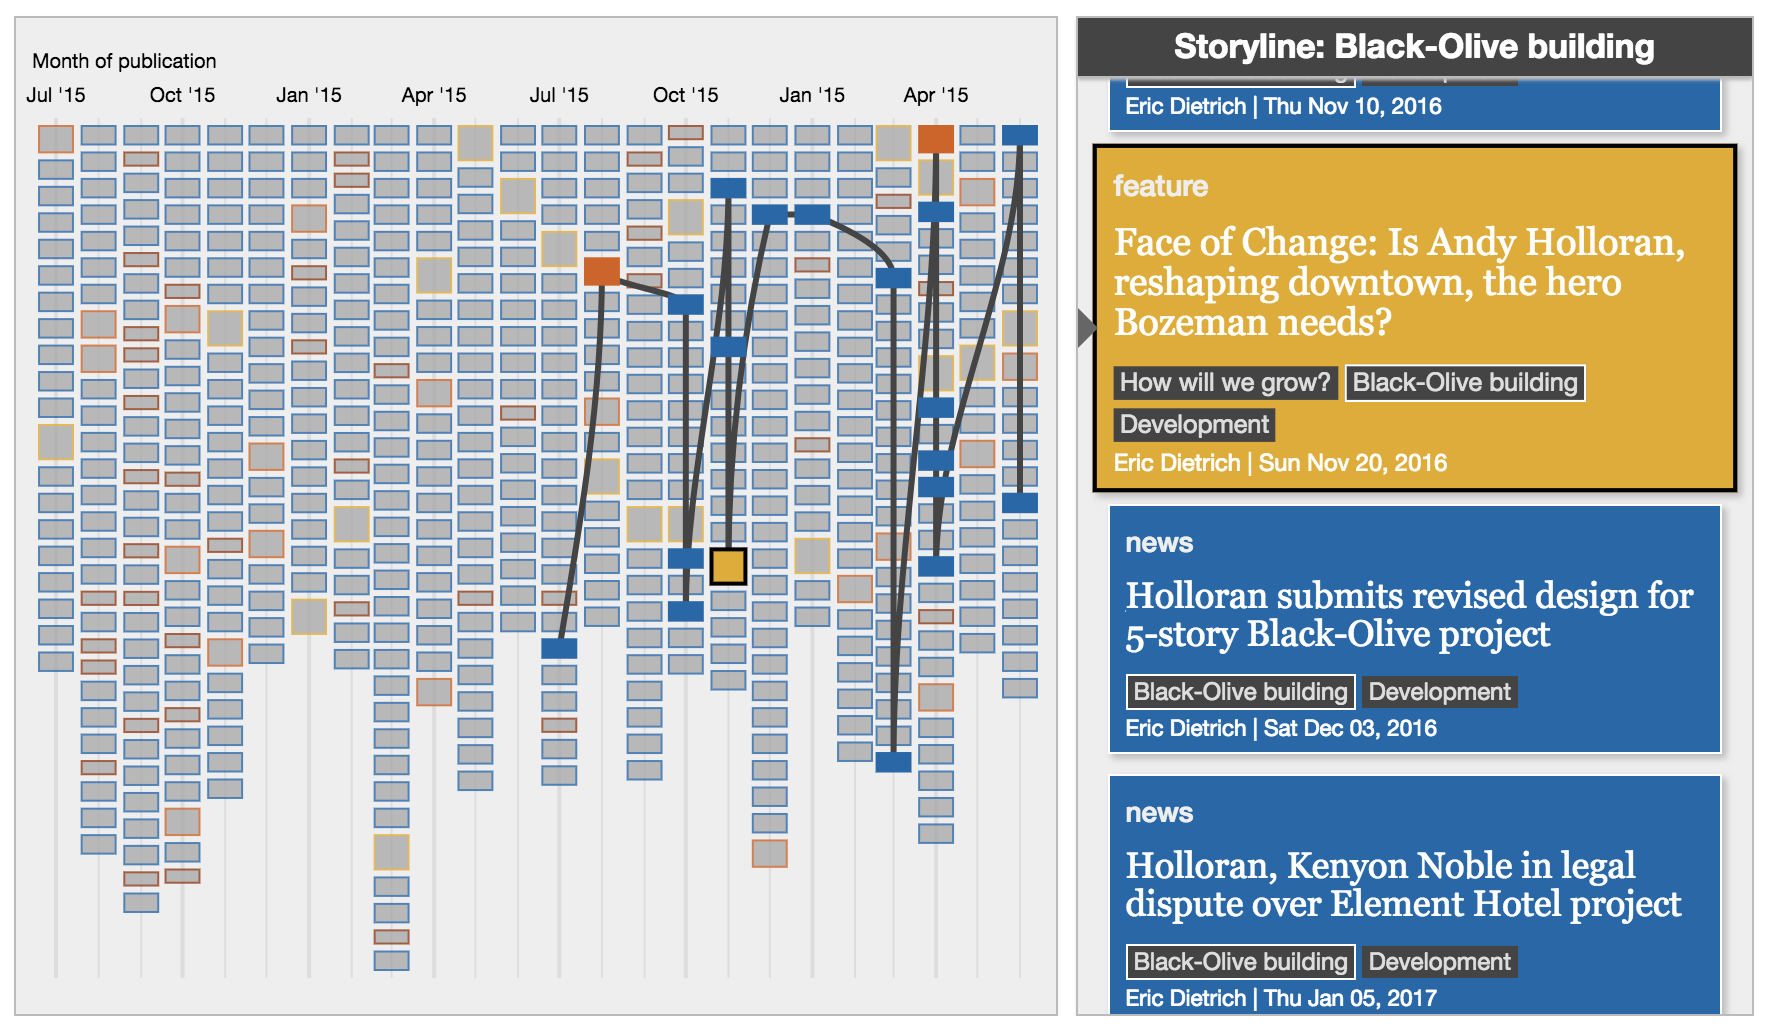 Month of publication
Jul '15 Oct '15 Jan '15 Apr '15 Jul '15 Oct '15 Jan '15 Apr '15
Storyline: Black-Olive building
Eric Dietrich | Thu Nov 10, 2016
feature
Face of Change: Is Andy Holloran,
reshaping downtown, the hero
Bozeman needs?
How will we grow? Black-Olive building
Development
Eric Dietrich | Sun Nov 20, 2016
news
Holloran submits revised design for
5-story Black-Olive project
Black-Olive building Development
Eric Dietrich | Sat Dec 03, 2016
news
Holloran, Kenyon Noble in legal
dispute over Element Hotel project
Black-Olive building Development
Eric Dietrich | Thu Jan 05, 2017